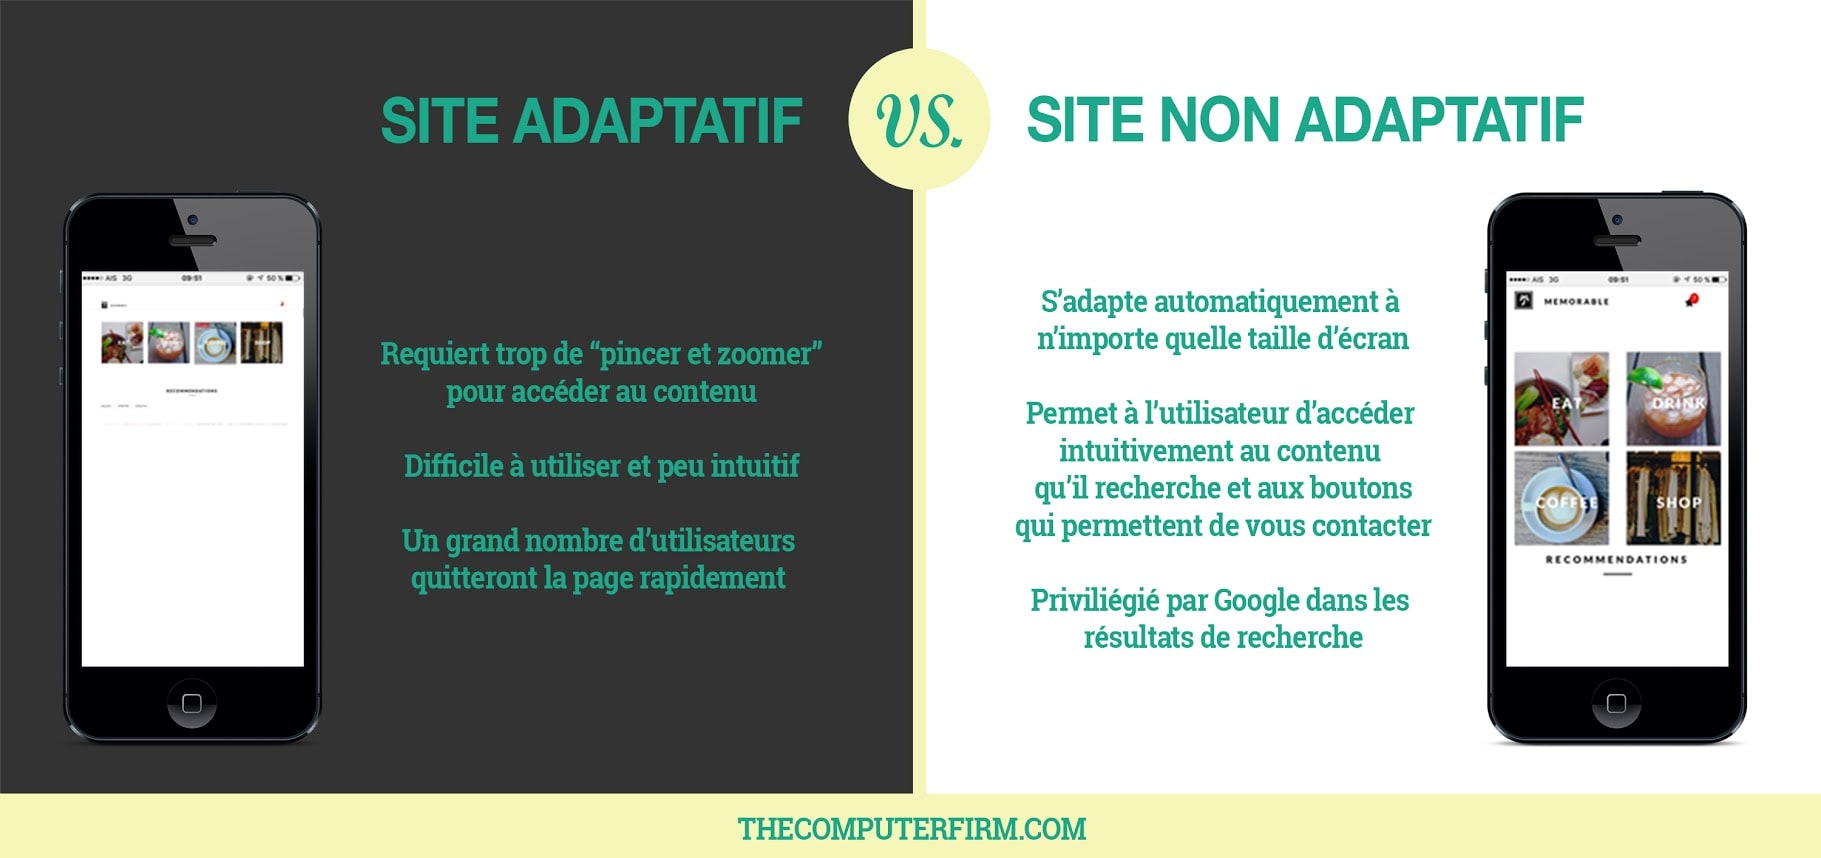 SITE ADAPTATIF
VS.
SITE NON ADAPTATIF
AIS 3G
09:51
50 %
EAT
SHOP
RECOMMENDATIONS
Requiert trop de “pincer et zoomer”
pour accéder au contenu
Difficile à utiliser et peu intuitif
Un grand nombre d’utilisateurs
quitteront la page rapidement
S’adapte automatiquement à
n’importe quelle taille d’écran
Permet à l’utilisateur d’accéder
intuitivement au contenu
qu’il recherche et aux boutons
qui permettent de vous contacter
Priviliégié par Google dans les
résultats de recherche
AIS 3G
09:51
50 %
MEMORABLE
EAT
DRINK
COFFEE
SHOP
RECOMMENDATIONS
THECOMPUTERFIRM.COM